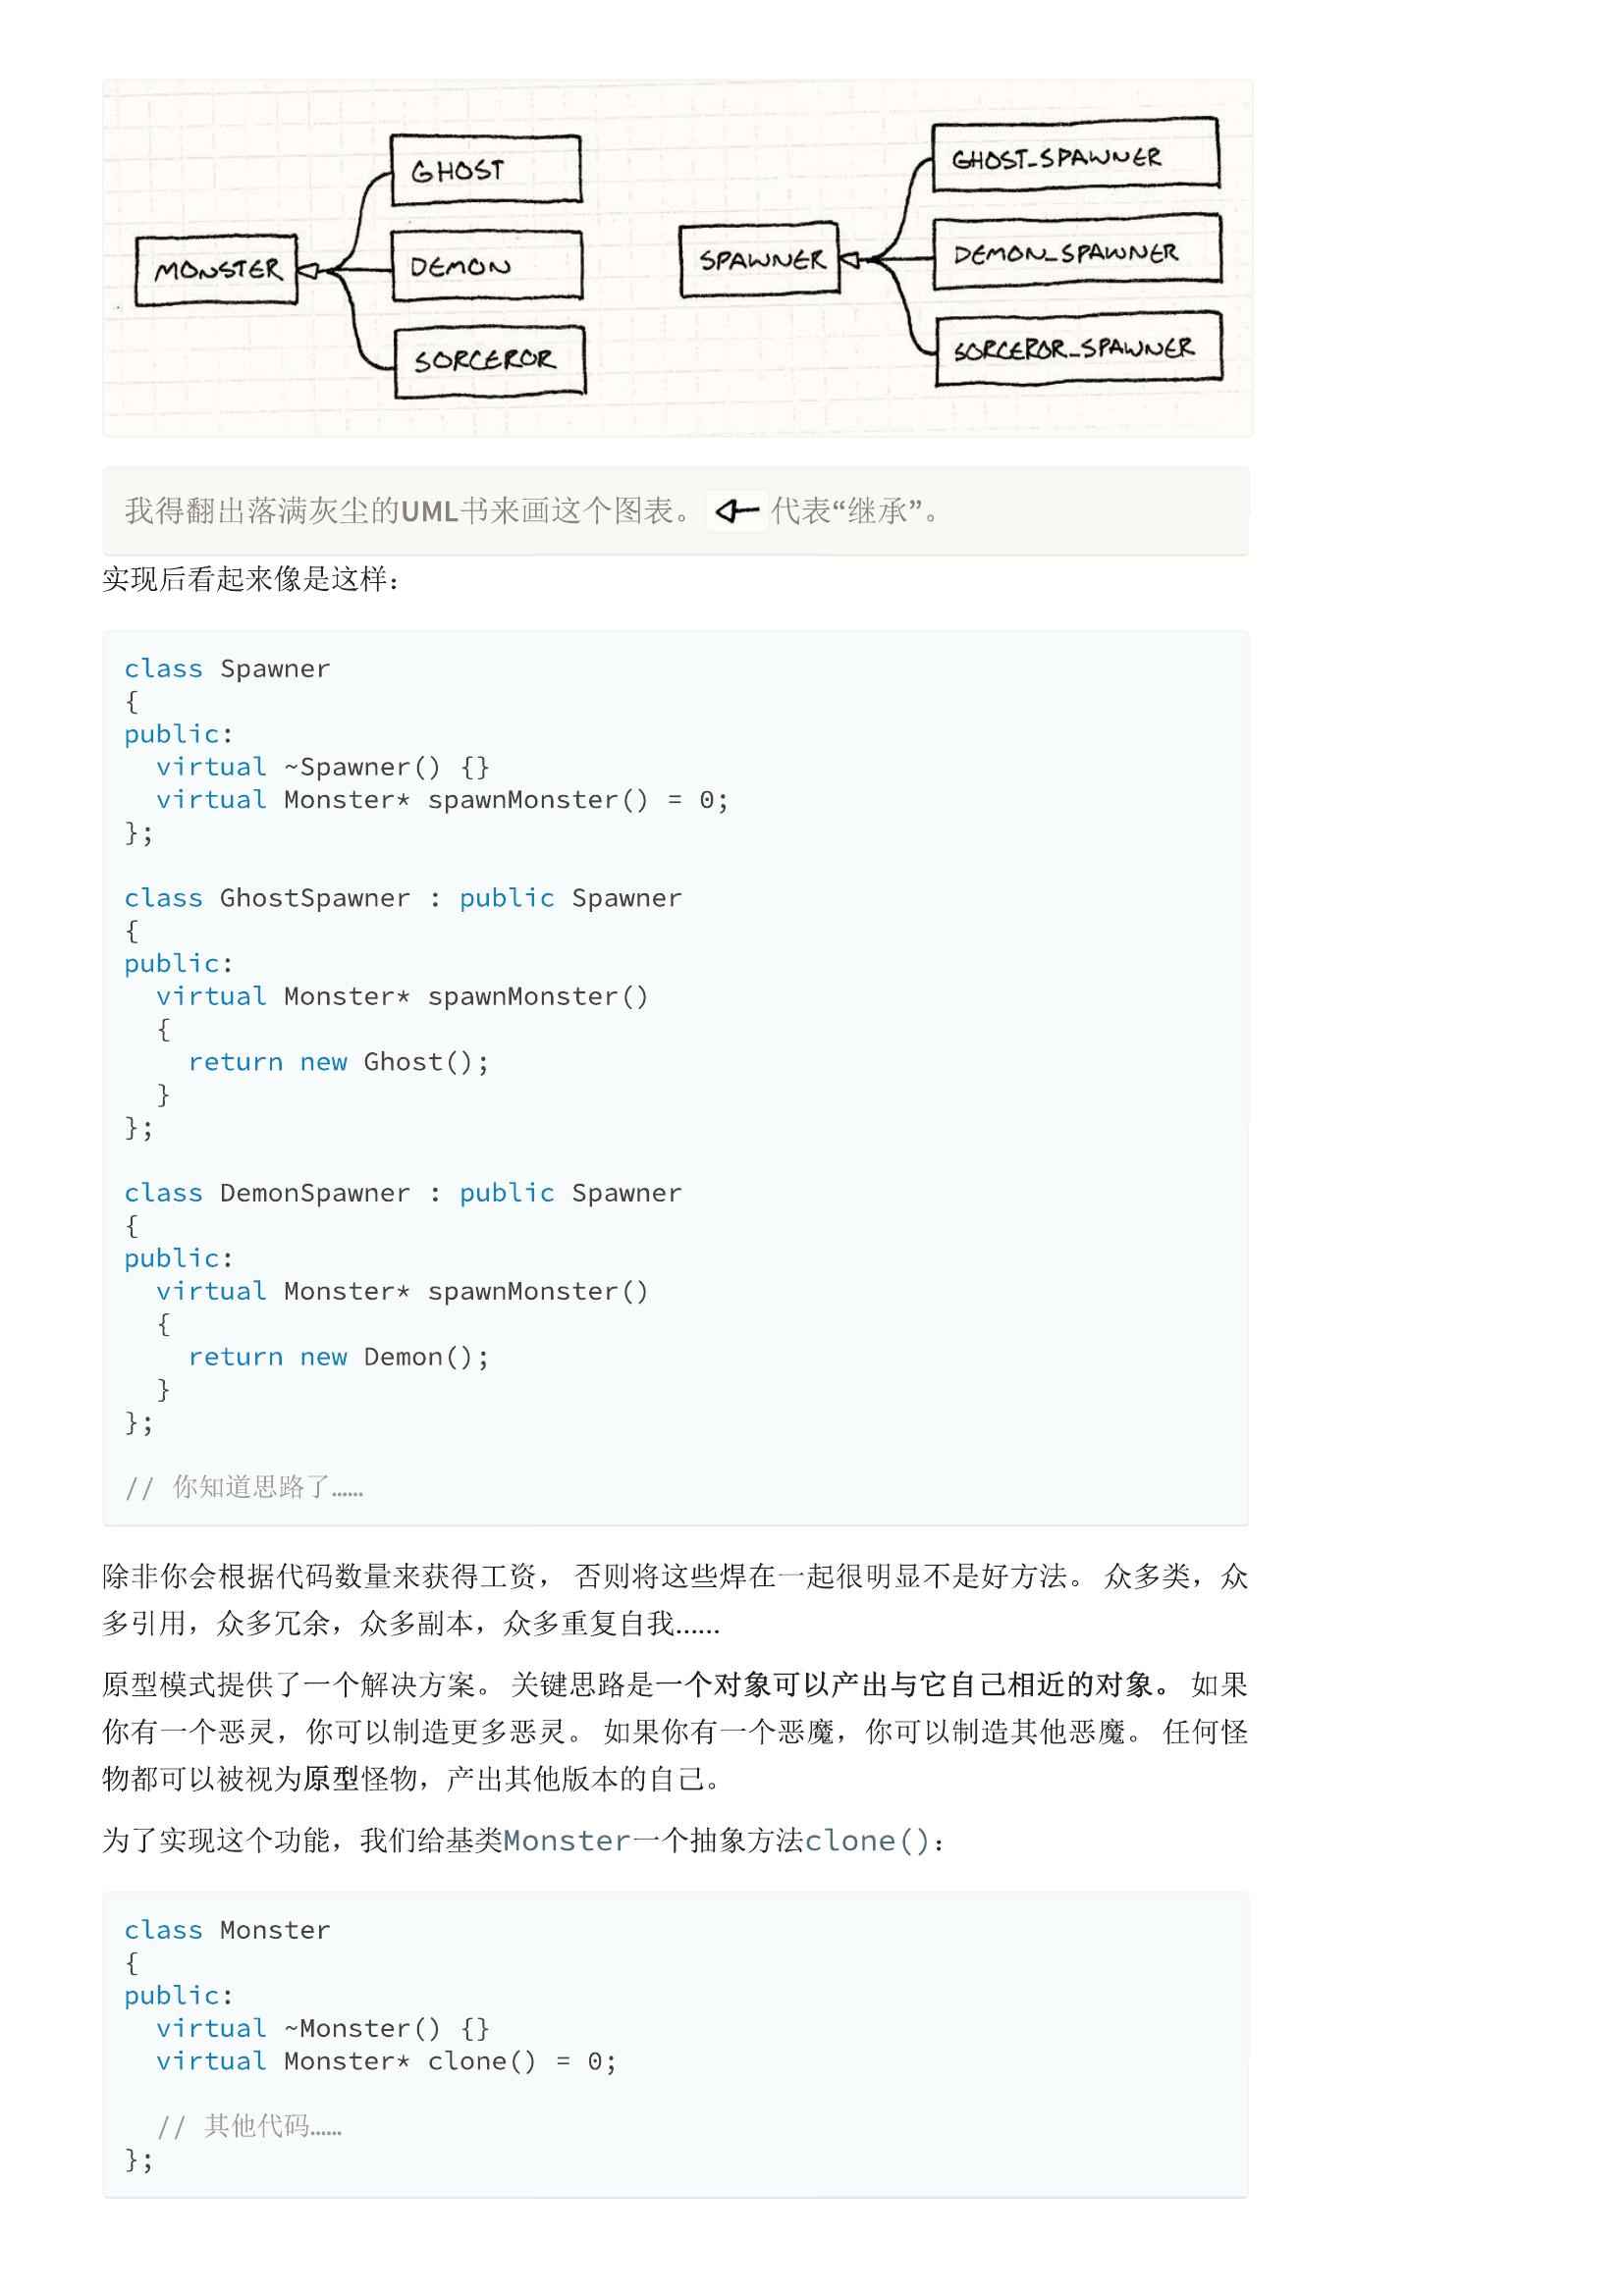 GHOST
MONSTER
DEMON
SORCEROR
GHOST_SPAWNER
SPAWNER
DEMON_SPAWNER
SORCEROR_SPAWNER
我得翻出落满灰尘的UML书来画这个图表。 代表“继承”。
实现后看起来像是这样：
class Spawner
{
public:
  virtual ~Spawner() {}
  virtual Monster* spawnMonster() = 0;
};
class GhostSpawner : public Spawner
{
public:
  virtual Monster* spawnMonster()
  {
    return new Ghost();
  }
};
class DemonSpawner : public Spawner
{
public:
  virtual Monster* spawnMonster()
  {
    return new Demon();
  }
};
// 你知道思路了……
除非你会根据代码数量来获得工资， 否则将这些焊在一起很明显不是好方法。 众多类，众
多引用，众多冗余，众多副本，众多重复自我……
原型模式提供了一个解决方案。 关键思路是一个对象可以产出与它自己相近的对象。 如果
你有一个恶灵，你可以制造更多恶灵。 如果你有一个恶魔，你可以制造其他恶魔。 任何怪
物都可以被视为原型怪物，产出其他版本的自己。
为了实现这个功能，我们给基类Monster一个抽象方法clone()：
class Monster
{
public:
  virtual ~Monster() {}
  virtual Monster* clone() = 0;
  // 其他代码……
};